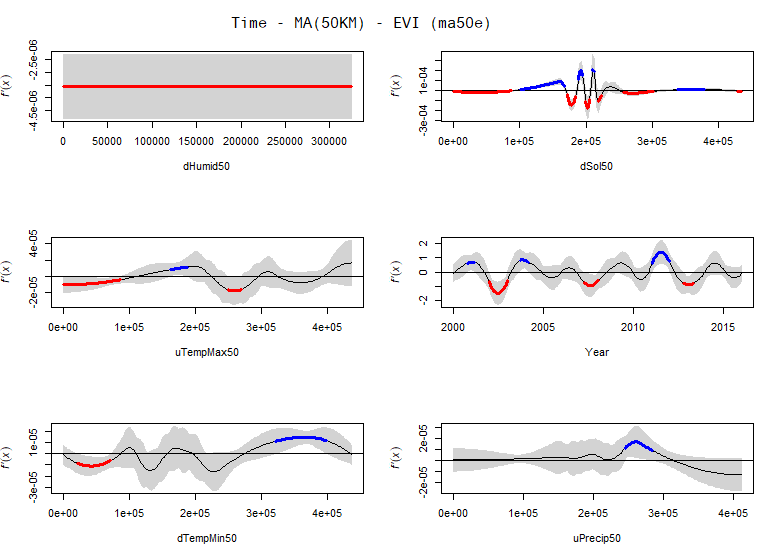 Time - MA(50KM) - EVI (ma50e)
f'(x)
-4.5e-06 -2.5e-06
0 50000 100000 150000 200000 250000 300000
dHumid50
f'(x)
-3e-04 1e-04
0e+00 1e+05 2e+05 3e+05 4e+05
dSol50
f'(x)
-2e-05 4e-05
0e+00 1e+05 2e+05 3e+05 4e+05
uTempMax50
f'(x)
-2 0 1 2
2000 2005 2010 2015
Year
f'(x)
-3e-05 1e-05
0e+00 1e+05 2e+05 3e+05 4e+05
dTempMin50
f'(x)
-2e-05 2e-05
0e+00 1e+05 2e+05 3e+05 4e+05
uPrecip50